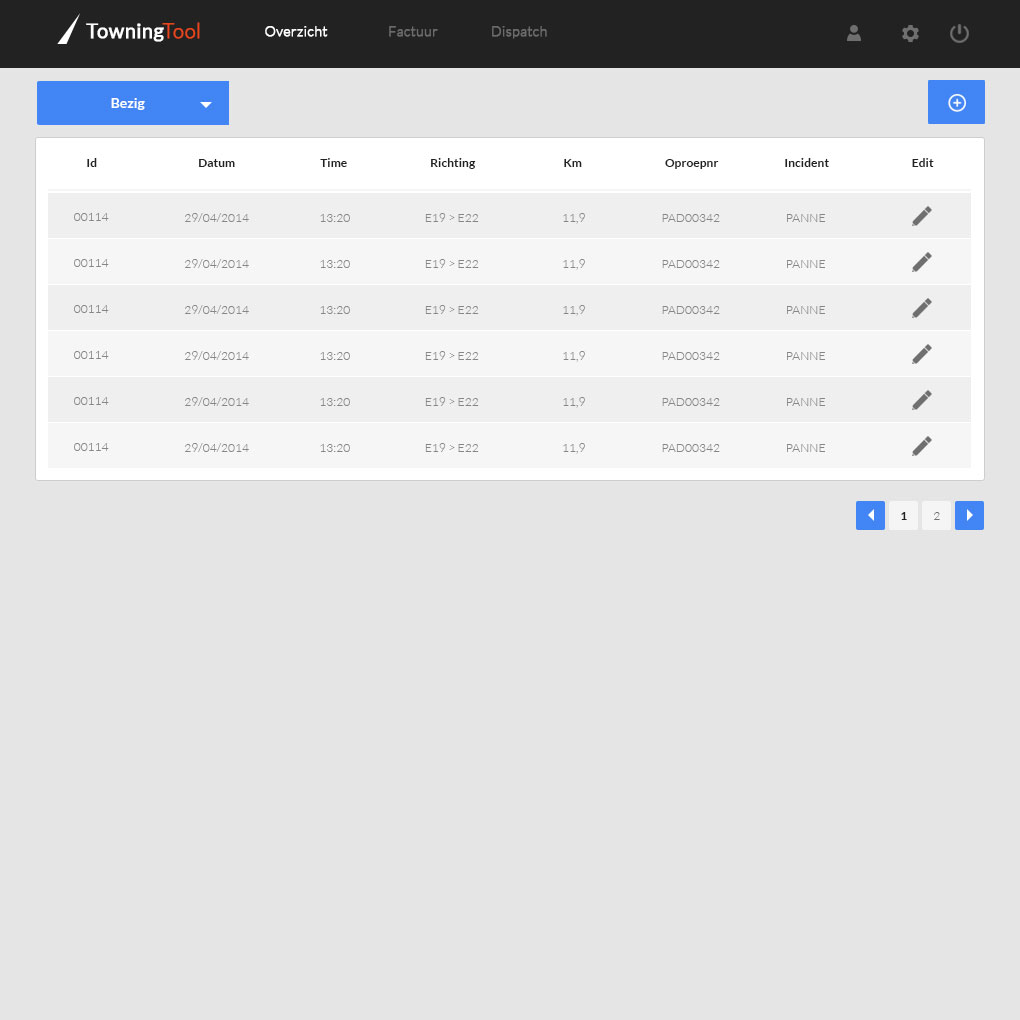 TowningTool Overzicht Factuur Dispatch
Bezig
Id Datum Time Richting Km Oproepnr Incident Edit
00114 29/04/2014 13:20 E19 > E22 11,9 PAD00342 PANNE
00114 29/04/2014 13:20 E19 > E22 11,9 PAD00342 PANNE
00114 29/04/2014 13:20 E19 > E22 11,9 PAD00342 PANNE
00114 29/04/2014 13:20 E19 > E22 11,9 PAD00342 PANNE
00114 29/04/2014 13:20 E19 > E22 11,9 PAD00342 PANNE
00114 29/04/2014 13:20 E19 > E22 11,9 PAD00342 PANNE
1 2